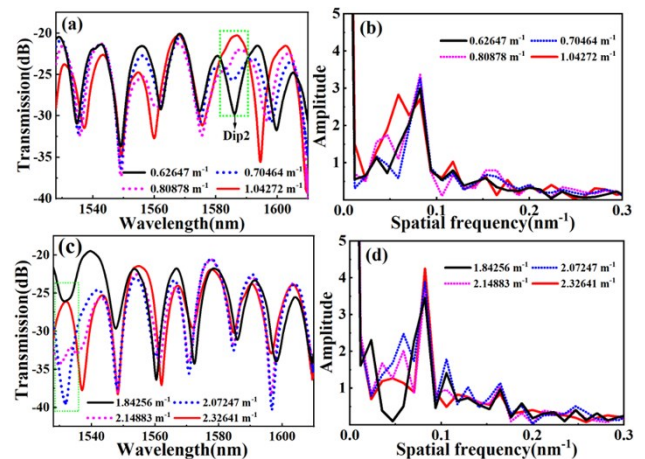 (a)
-20
-25
-30
-35
-40
Transmission(dB)
Dip2
0.62647 m⁻¹ 0.70464 m⁻¹
0.80878 m⁻¹ 1.04272 m⁻¹
1540 1560 1580 1600
Wavelength(nm)
(b)
5
4
3
2
1
Amplitude
0.62647 m⁻¹ 0.70464 m⁻¹
0.80878 m⁻¹ 1.04272 m⁻¹
0.0 0.1 0.2 0.3
Spatial frequency(nm⁻¹)
(c)
-20
-25
-30
-35
-40
Transmission(dB)
1.84256 m⁻¹ 2.07247 m⁻¹
2.14883 m⁻¹ 2.32641 m⁻¹
1540 1560 1580 1600
Wavelength(nm)
(d)
5
4
3
2
1
Amplitude
1.84256 m⁻¹ 2.07247 m⁻¹
2.14883 m⁻¹ 2.32641 m⁻¹
0.0 0.1 0.2 0.3
Spatial frequency(nm⁻¹)